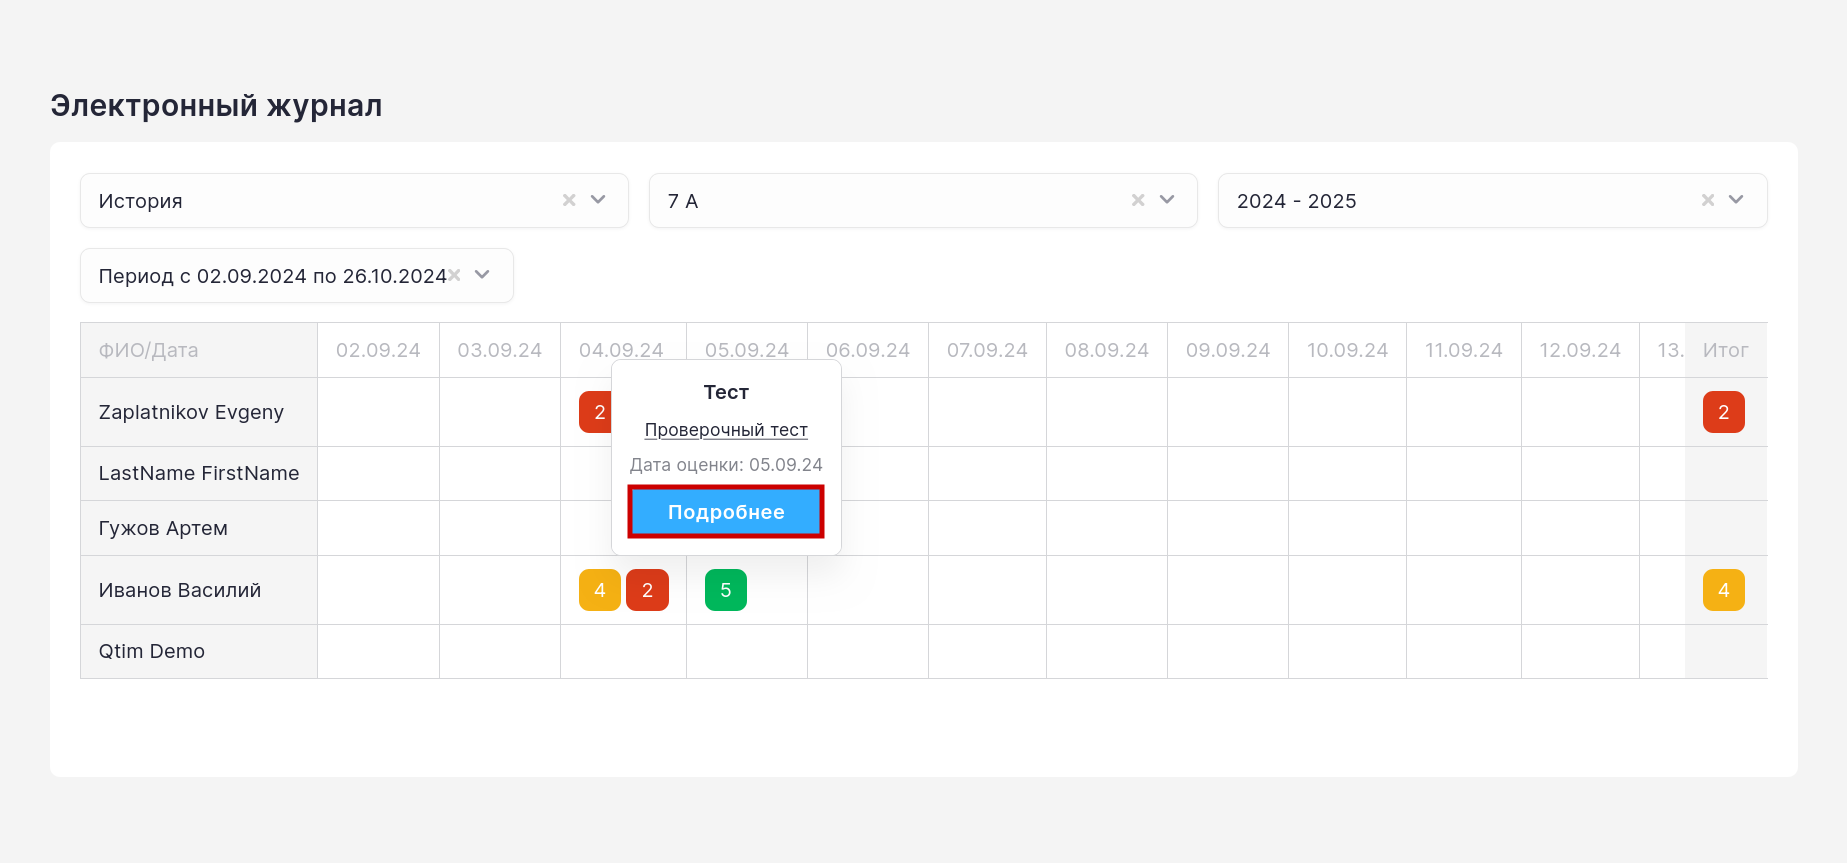 Электронный журнал
История
7 А
2024 - 2025
Период с 02.09.2024 по 26.10.2024
ФИО/Дата 02.09.24 03.09.24 04.09.24 05.09.24 06.09.24 07.09.24 08.09.24 09.09.24 10.09.24 11.09.24 12.09.24 13. Итог
Zaplatnikov Evgeny 2 2
Тест
Проверочный тест
Дата оценки: 05.09.24
Подробнее
LastName FirstName
Гужов Артем
Иванов Василий 4 2 5 4
Qtim Demo